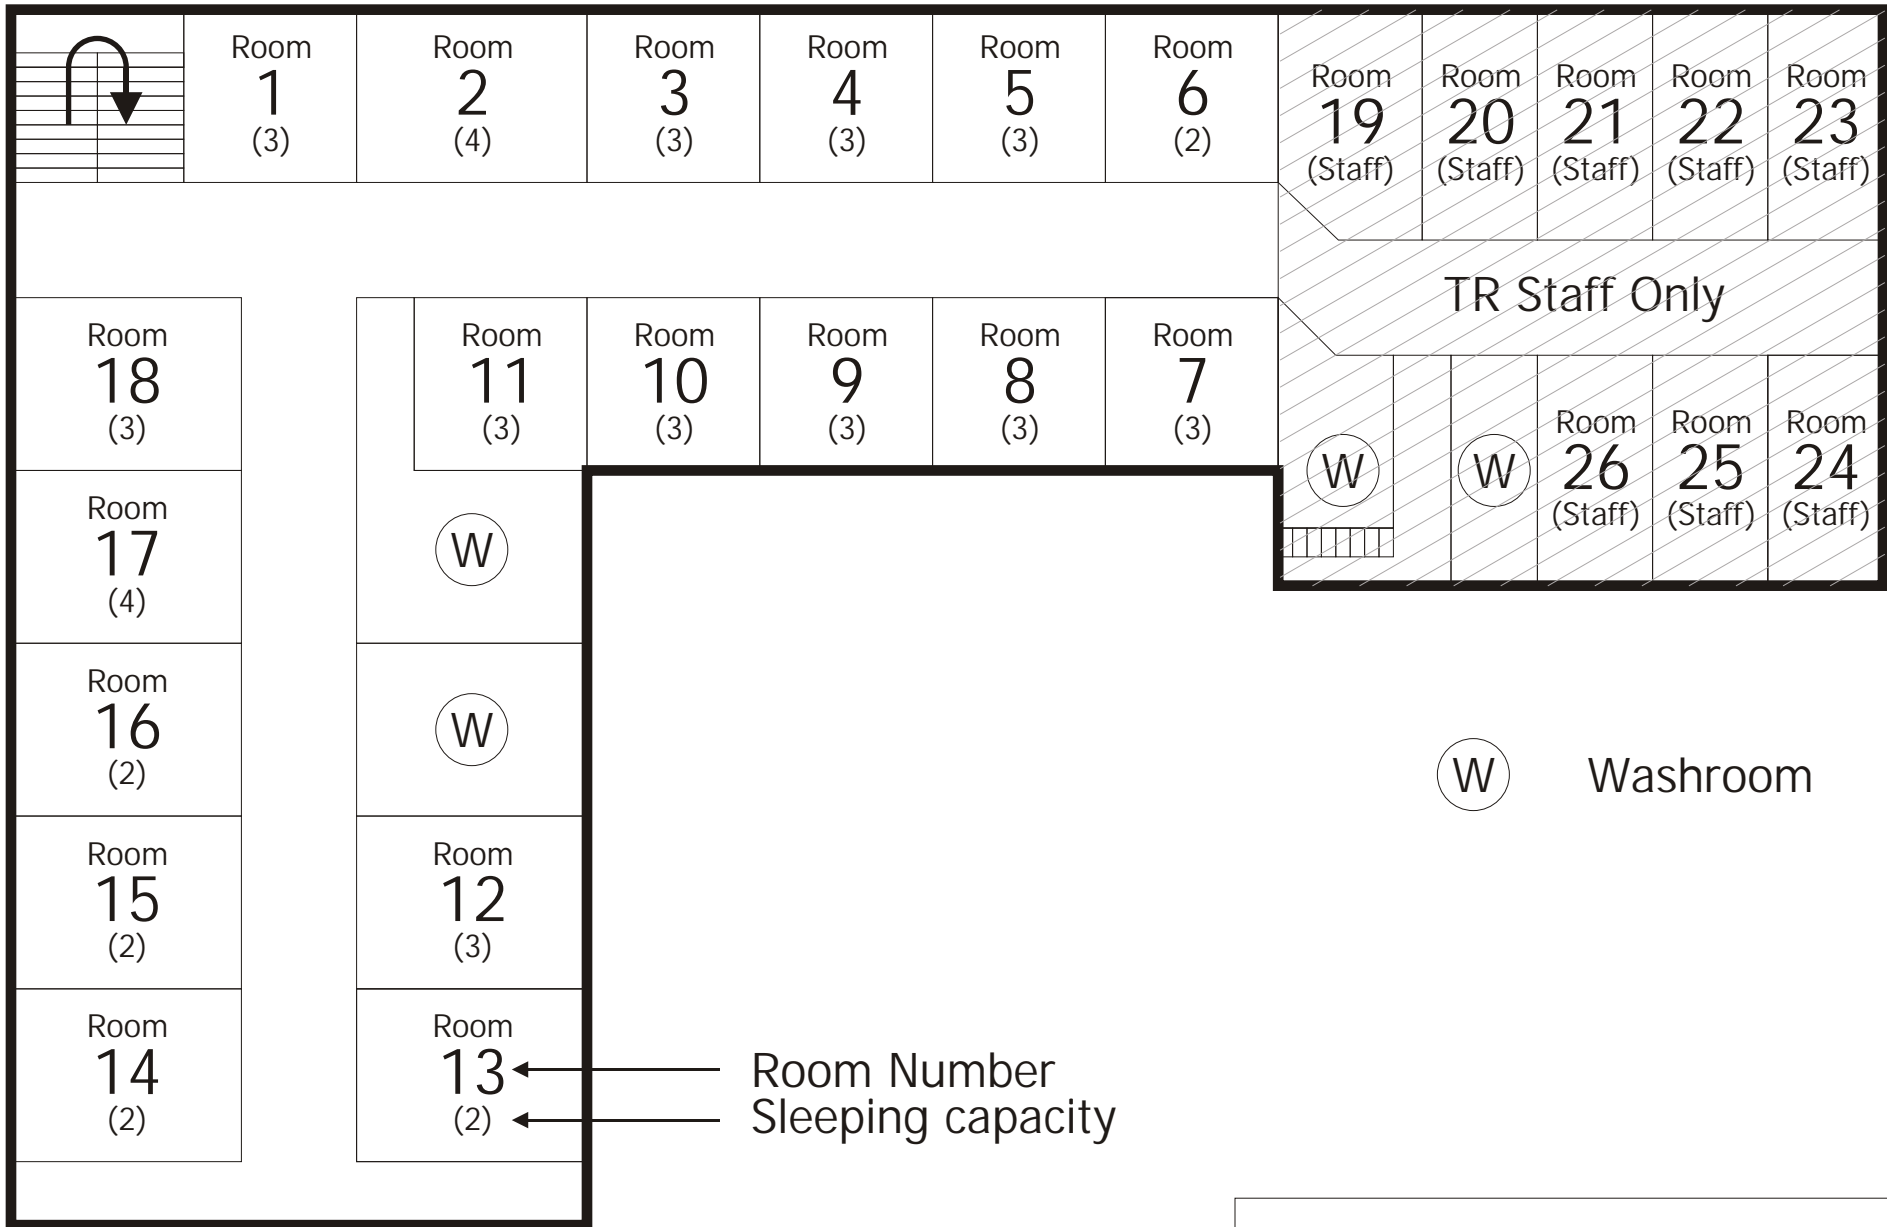 Room
1
(3)
Room
2
(4)
Room
3
(3)
Room
4
(3)
Room
5
(3)
Room
6
(2)
Room
19
(Staff)
Room
20
(Staff)
Room
21
(Staff)
Room
22
(Staff)
Room
23
(Staff)
TR Staff Only
Room
18
(3)
Room
11
(3)
Room
10
(3)
Room
9
(3)
Room
8
(3)
Room
7
(3)
W
W
Room
26
(Staff)
Room
25
(Staff)
Room
24
(Staff)
Room
17
(4)
W
Room
16
(2)
W
W Washroom
Room
15
(2)
Room
12
(3)
Room
14
(2)
Room
13
(2)
Room Number
Sleeping capacity